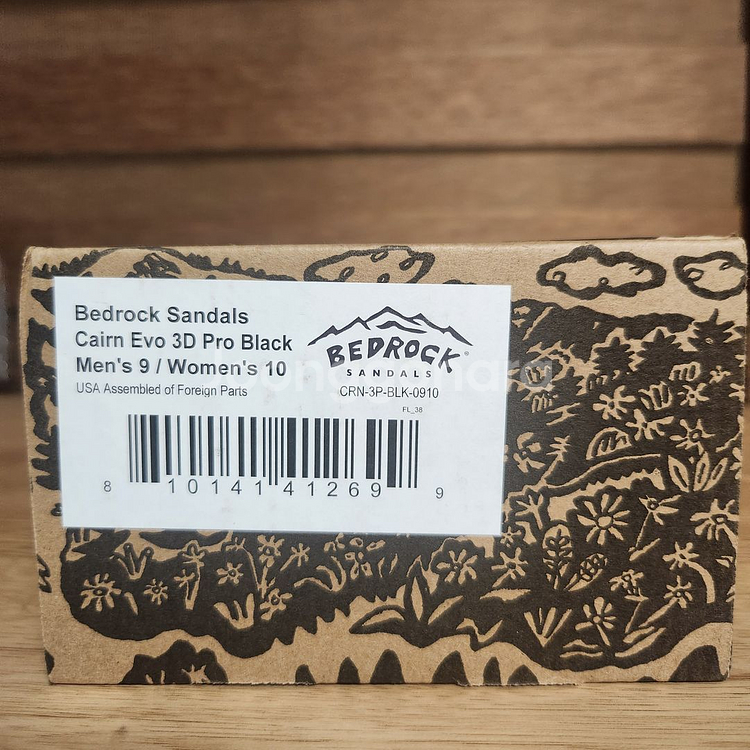 Bedrock Sandals
Cairn Evo 3D Pro Black
Men's 9 / Women's 10
USA Assembled of Foreign Parts
BEDROCK®
SANDALS
CRN-3P-BLK-0910
FL_38
8 10141 41269 9